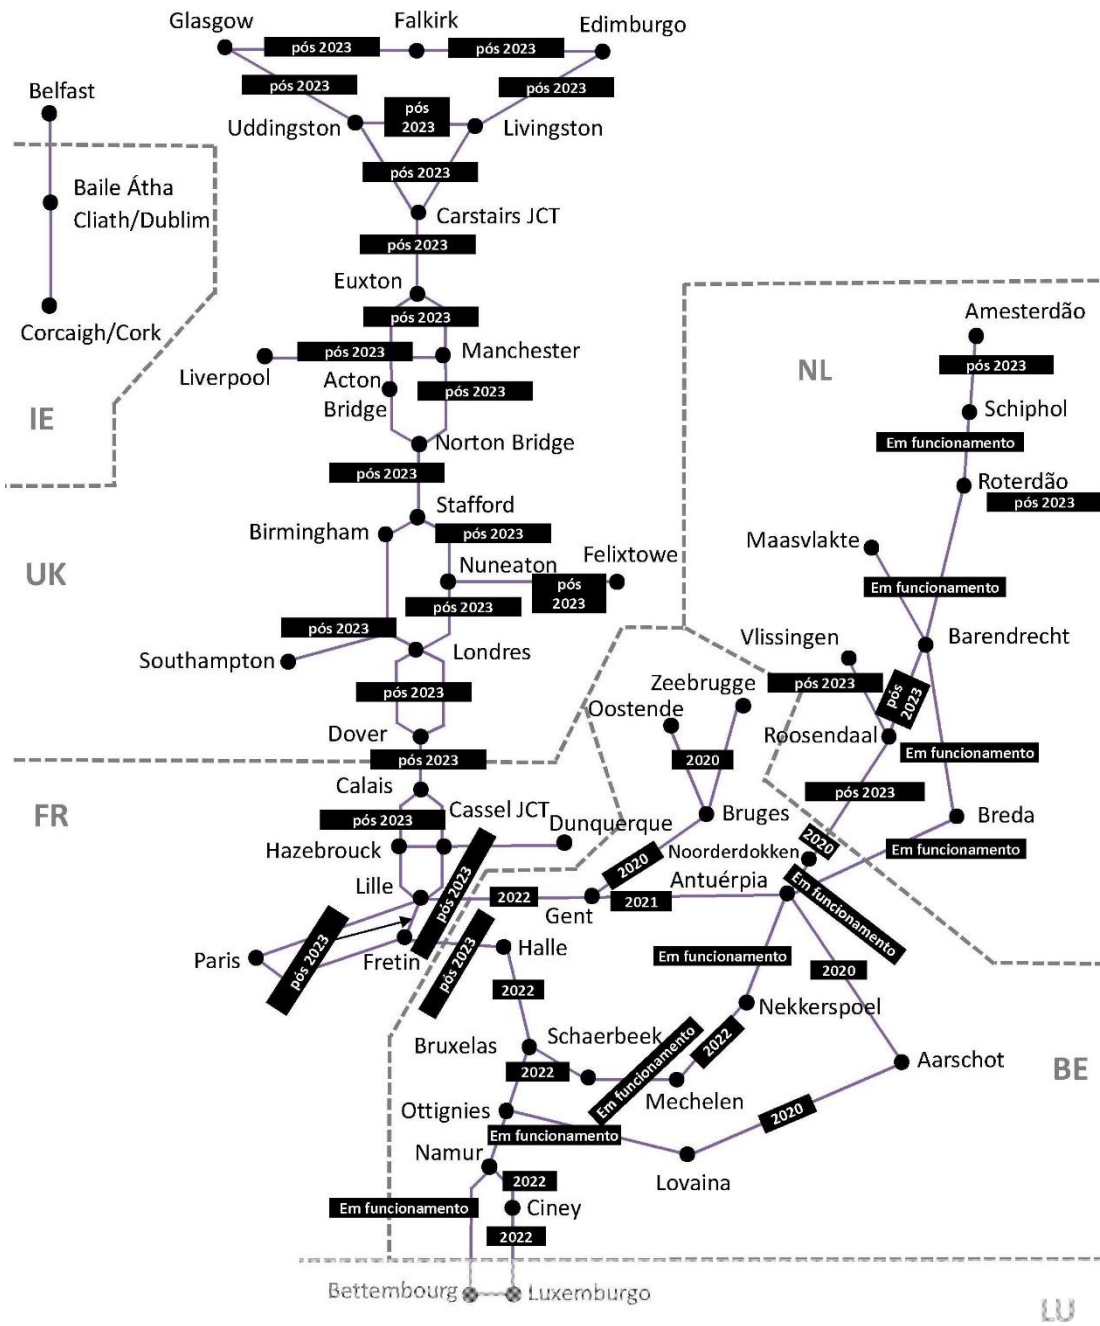 Glasgow
Falkirk
Edimburgo
pós 2023
pós 2023
pós 2023
pós 2023
Belfast
pós
2023
Uddingston
Livingston
pós 2023
Baile Átha
Cliath/Dublim
Carstairs JCT
pós 2023
Euxton
Corcaigh/Cork
pós 2023
Amesterdão
pós 2023
Manchester
Liverpool
NL
pós 2023
Acton
Bridge
pós 2023
IE
Schiphol
Norton Bridge
Em funcionamento
pós 2023
Roterdão
pós 2023
Stafford
Birmingham
pós 2023
Maasvlakte
Felixtowe
UK
Nuneaton
pós
2023
Em funcionamento
pós 2023
pós 2023
Vlissingen
Barendrecht
Southampton
Londres
Zeebrugge
pós 2023
pós 2023
pós
2023
Oostende
Dover
Roosendaal
pós 2023
2020
Em funcionamento
Calais
pós 2023
FR
Cassel JCT
pós 2023
Dunquerque
Bruges
Breda
Hazebrouck
Noorderdokken
2020
2020
Em funcionamento
Lille
pós 2023
2022
Gent
2021
Antuérpia
Em funcionamento
Paris
pós 2023
Fretin
pós 2023
Halle
Em funcionamento
2020
2022
Nekkerspoel
Bruxelas
Schaerbeek
2022
2022
Em funcionamento
Mechelen
Aarschot
BE
Ottignies
2020
Em funcionamento
Namur
Lovaina
2022
Em funcionamento
Ciney
2022
Bettembourg
Luxemburgo
LU